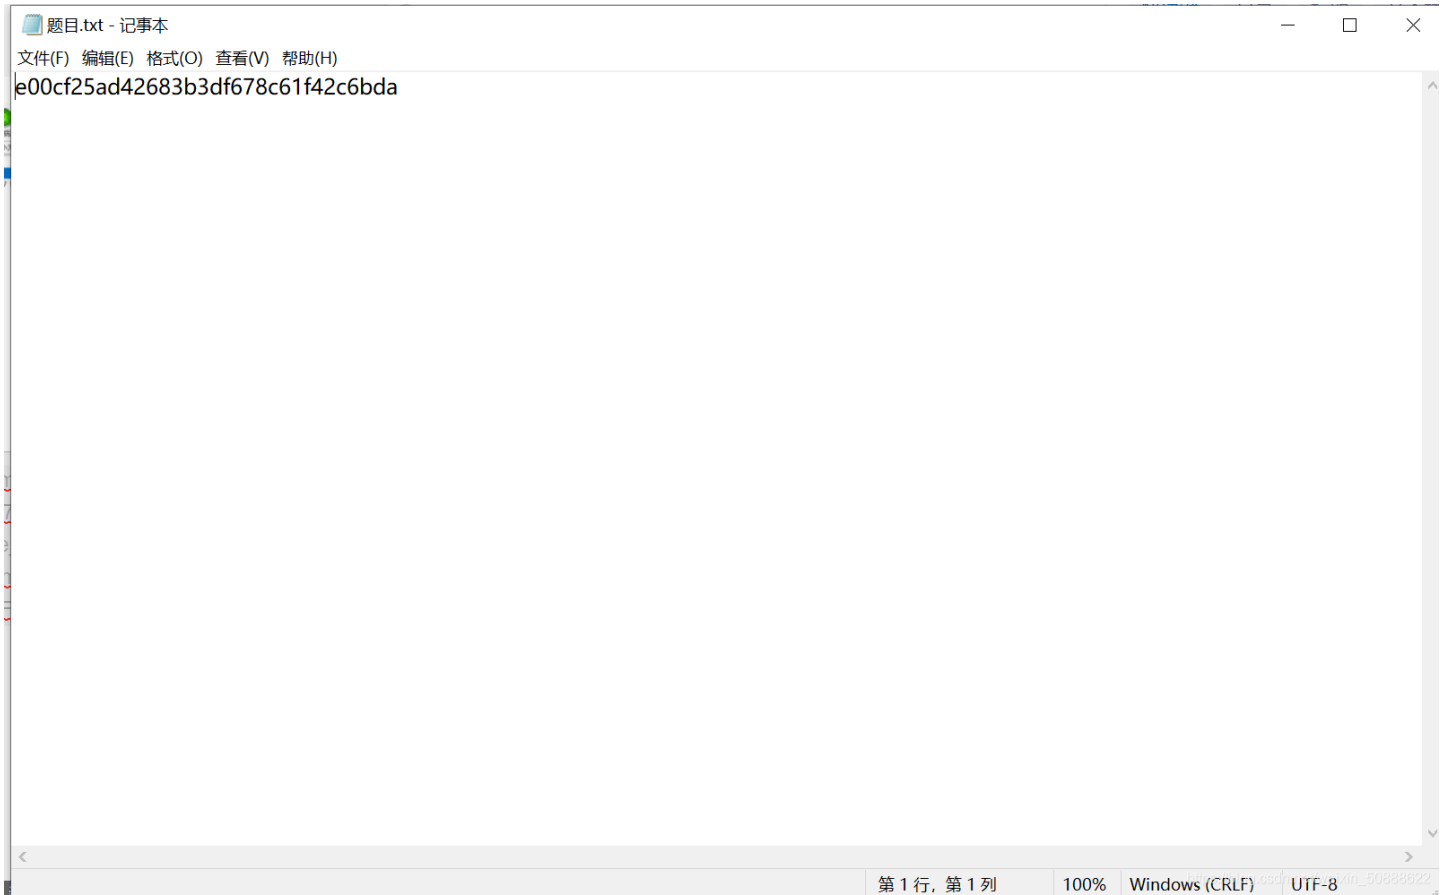 题目.txt - 记事本
文件(F) 编辑(E) 格式(O) 查看(V) 帮助(H)
e00cf25ad42683b3df678c61f42c6bda
第 1 行，第 1 列 100% Windows (CRLF) UTF-8